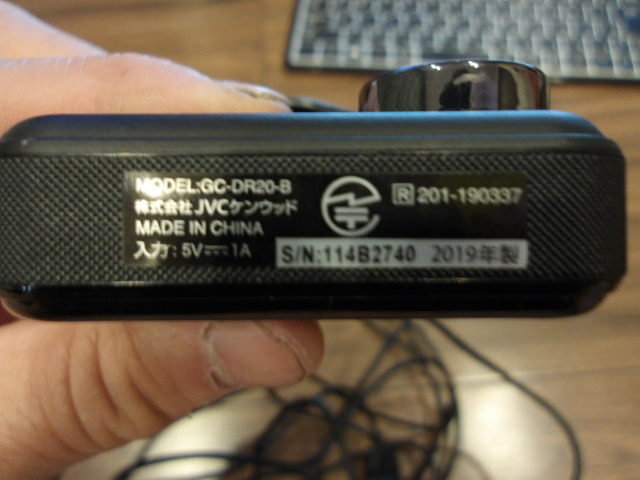 MODEL:GC-DR20-B
株式会社JVCケンウッド
MADE IN CHINA
入力: 5V⎓1A
R 201-190337
S/N:114B2740 2019年製